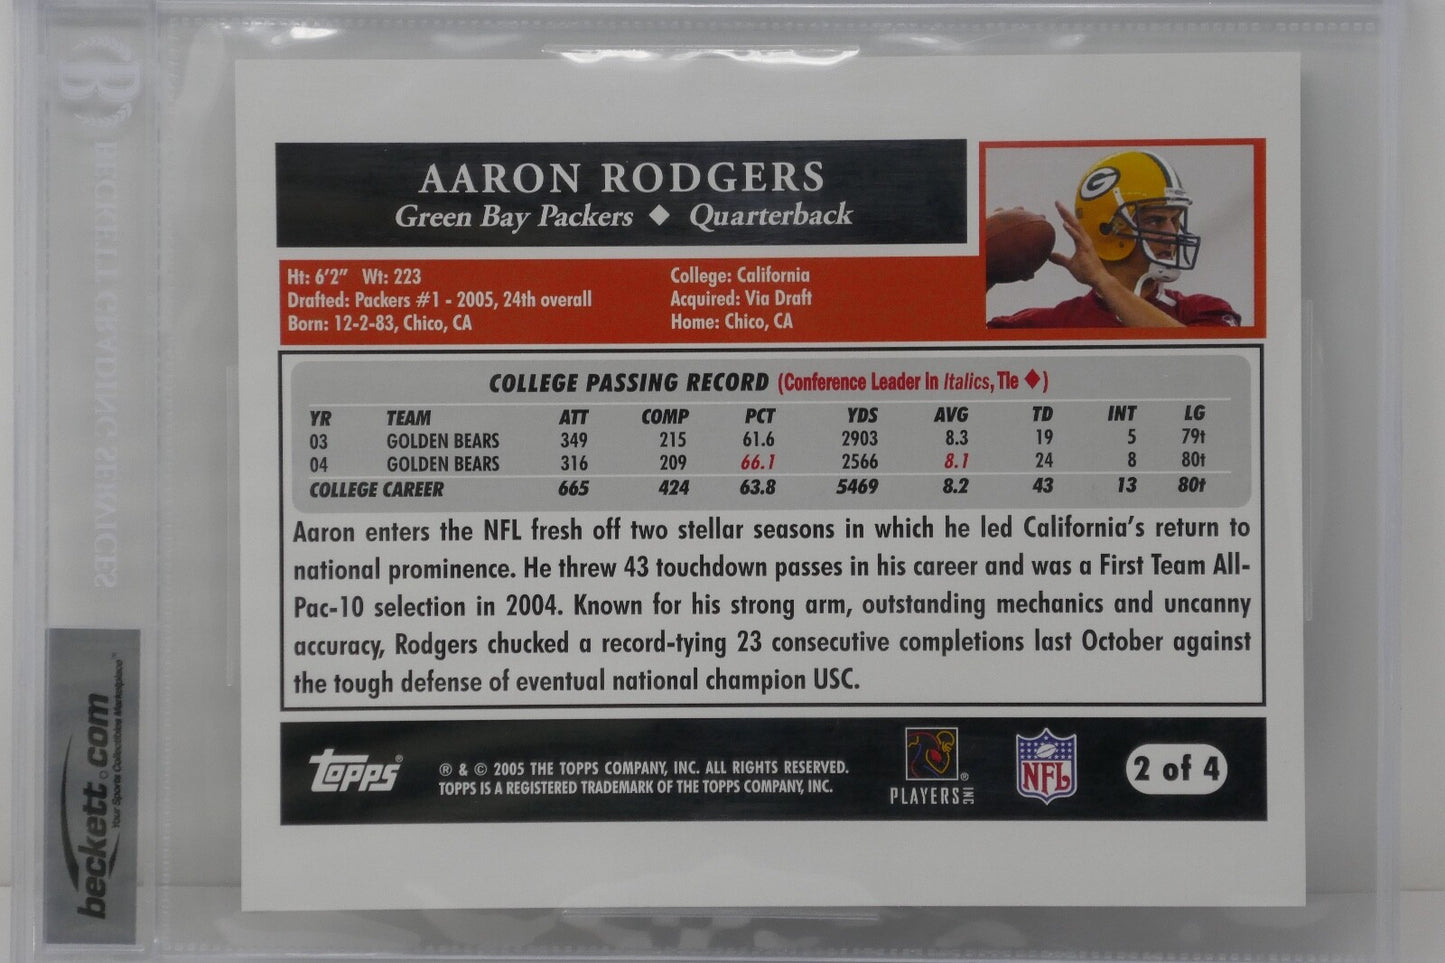 AARON RODGERS
Green Bay Packers ◆ Quarterback
Ht: 6'2" Wt: 223
Drafted: Packers #1 - 2005, 24th overall
Born: 12-2-83, Chico, CA
College: California
Acquired: Via Draft
Home: Chico, CA
COLLEGE PASSING RECORD (Conference Leader in Italics, Tie ◆)
YR TEAM ATT COMP PCT YDS AVG TD INT LG
03 GOLDEN BEARS 349 215 61.6 2903 8.3 19 5 79t
04 GOLDEN BEARS 316 209 66.1 2566 8.1 24 8 80t
COLLEGE CAREER 665 424 63.8 5469 8.2 43 13 80t
Aaron enters the NFL fresh off two stellar seasons in which he led California's return to
national prominence. He threw 43 touchdown passes in his career and was a First Team All-
Pac-10 selection in 2004. Known for his strong arm, outstanding mechanics and uncanny
accuracy, Rodgers chucked a record-tying 23 consecutive completions last October against
the tough defense of eventual national champion USC.
Topps®
® & © 2005 THE TOPPS COMPANY, INC. ALL RIGHTS RESERVED.
TOPPS IS A REGISTERED TRADEMARK OF THE TOPPS COMPANY, INC.
PLAYERS INC ®
NFL
2 of 4
B
BECKETT GRADING SERVICES
beckett.com
Your Sports Collectibles Marketplace™
G